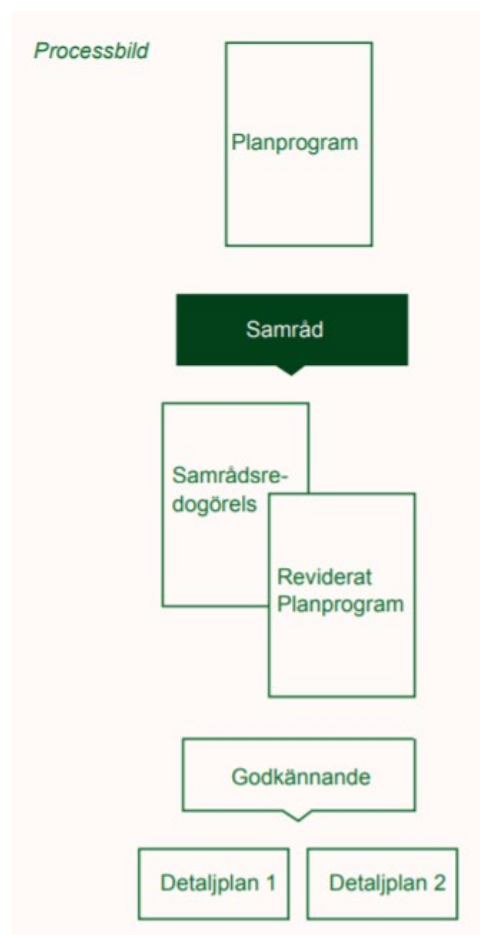 Processbild
Planprogram
Samråd
Samrådsre-
dogörels
Reviderat
Planprogram
Godkännande
Detaljplan 1
Detaljplan 2